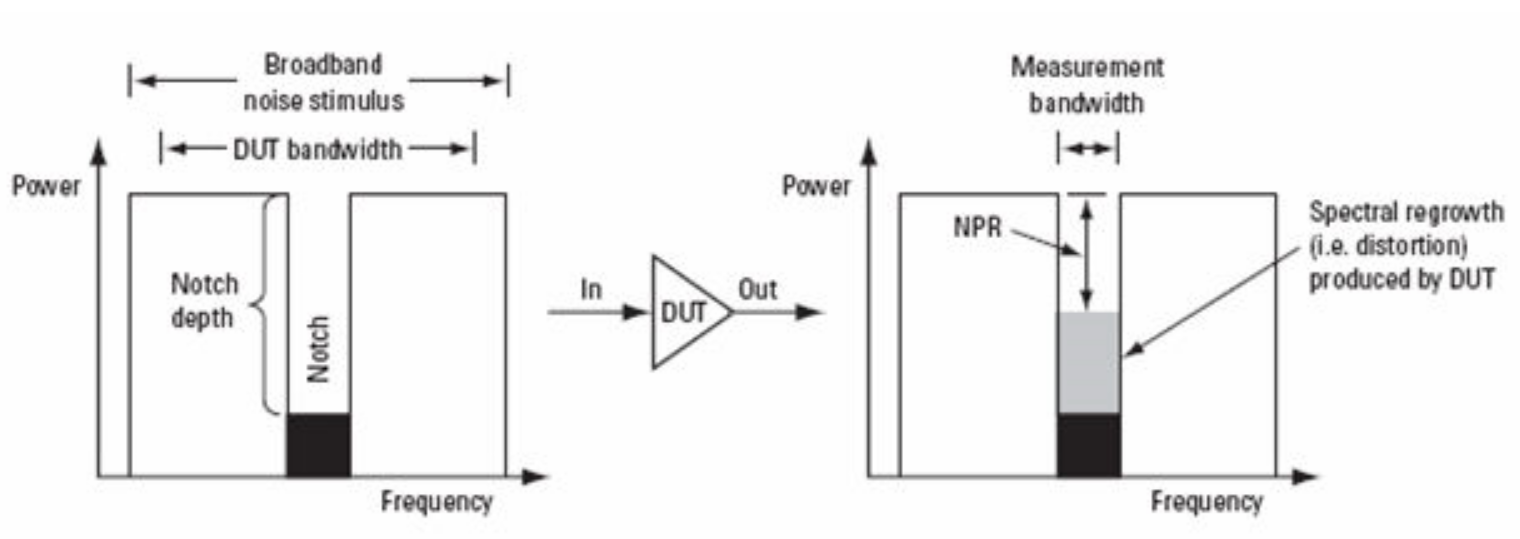 Broadband
noise stimulus
DUT bandwidth
Power
Notch
depth
Notch
Frequency
In
DUT
Out
Measurement
bandwidth
Power
NPR
Spectral regrowth
(i.e. distortion)
produced by DUT
Frequency